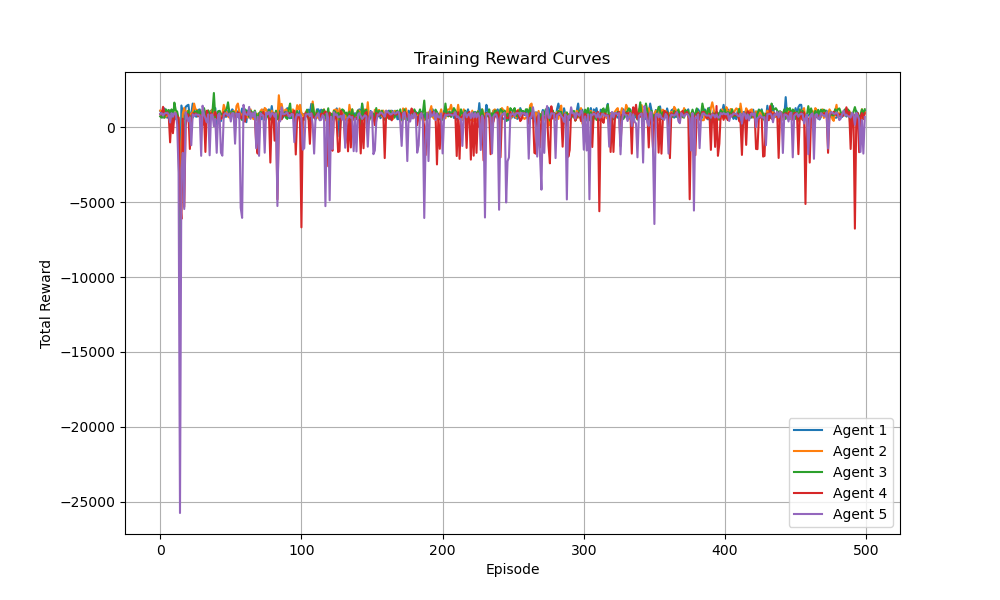 Training Reward Curves
Total Reward
0
−5000
−10000
−15000
−20000
−25000
0 100 200 300 400 500
Episode
Agent 1
Agent 2
Agent 3
Agent 4
Agent 5